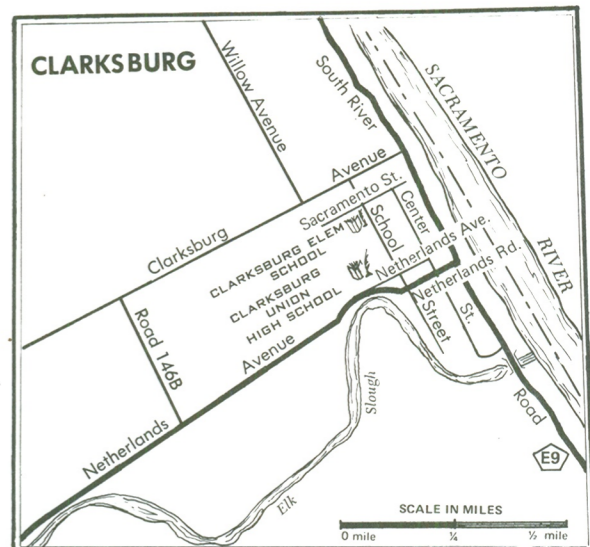 CLARKSBURG
Willow Avenue
South River
SACRAMENTO
Avenue
Sacramento St.
Clarksburg
School
Center
CLARKSBURG ELEM
SCHOOL
Netherlands Ave.
RIVER
CLARKSBURG
UNION
HIGH SCHOOL
Netherlands Rd.
Road 146B
Street
St.
Avenue
Slough
Road
Netherlands
E9
Elk
SCALE IN MILES
0 mile ¼ ½ mile